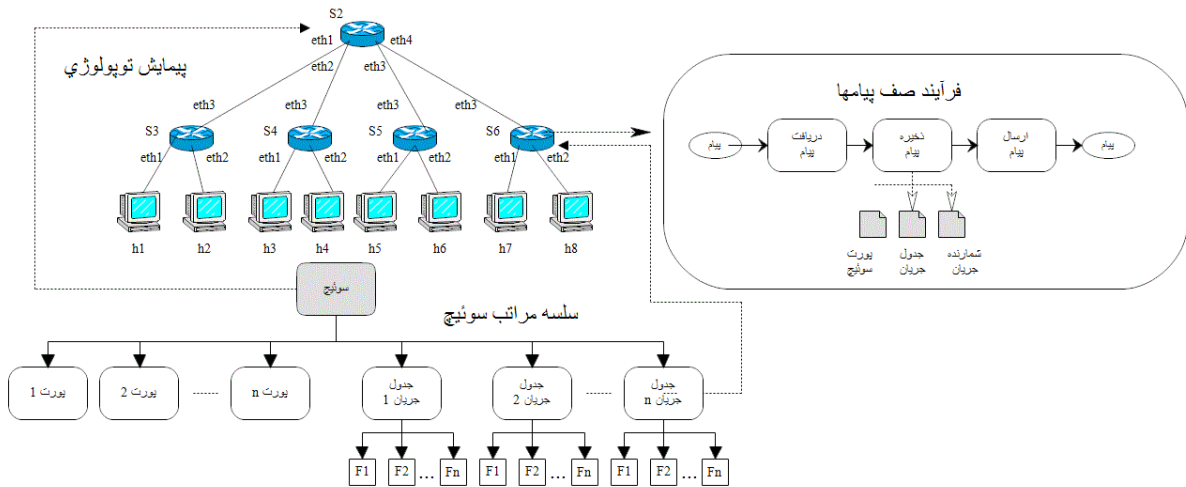 S2
eth1
eth4
eth2
eth3
پیمایش توپولوژي
eth3
eth3
eth3
eth3
S3
S4
S5
S6
eth1
eth2
eth1
eth2
eth1
eth2
eth1
eth2
h1
h2
h3
h4
h5
h6
h7
h8
فرآیند صف پیامها
پیام
دریافت
پیام
ذخیره
پیام
ارسال
پیام
پیام
پورت
سوئیچ
جدول
جریان
شمارنده
جریان
سوئیچ
سلسه مراتب سوئیچ
پورت 1
پورت 2
پورت n
جدول
جریان 1
جدول
جریان 2
جدول
جریان n
F1
F2
...
Fn
F1
F2
...
Fn
F1
F2
...
Fn